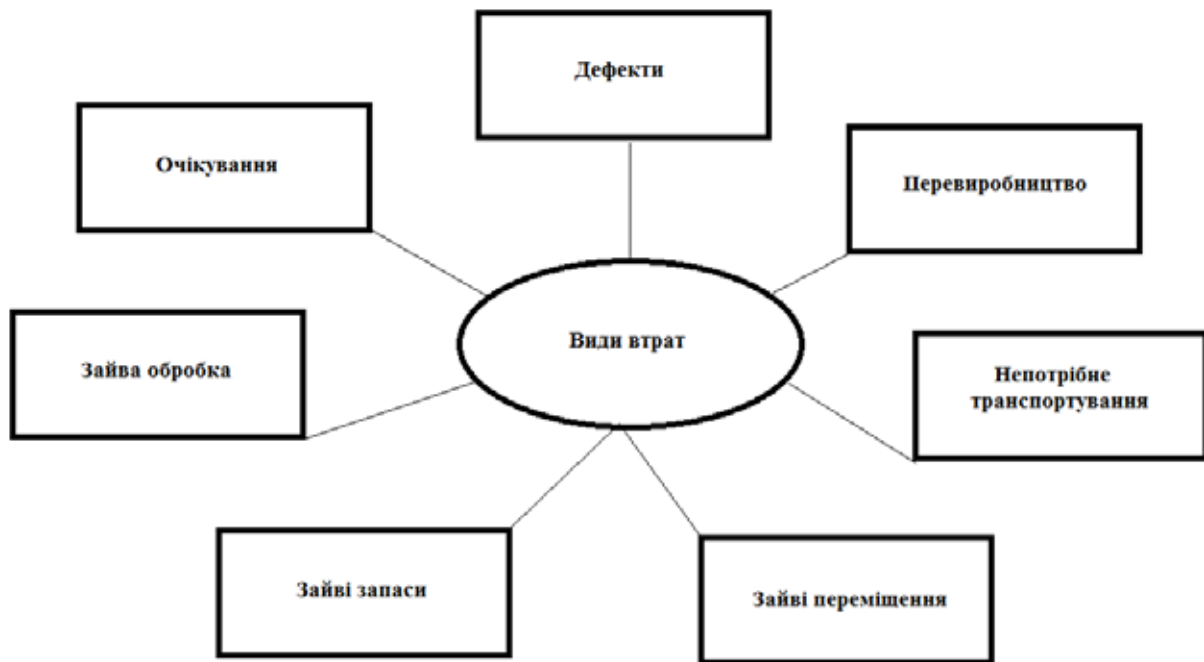 Дефекти
Очікування
Перевиробництво
Види втрат
Зайва обробка
Непотрібне
транспортування
Зайві запаси
Зайві переміщення